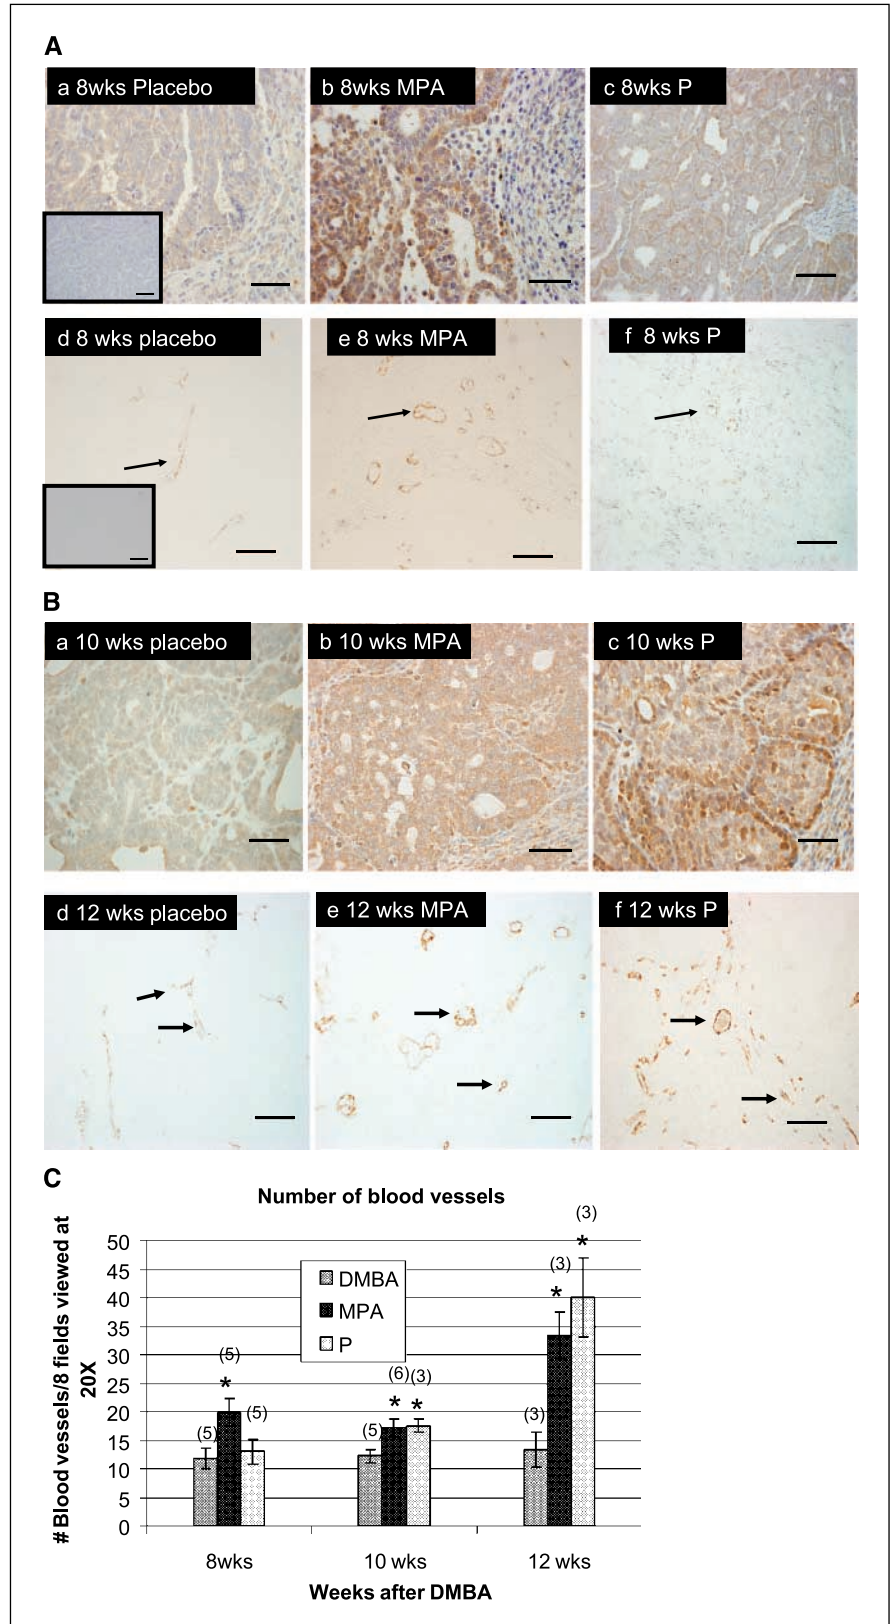 A
a 8wks Placebo
b 8wks MPA
c 8wks P
d 8 wks placebo
e 8 wks MPA
f 8 wks P
B
a 10 wks placebo
b 10 wks MPA
c 10 wks P
d 12 wks placebo
e 12 wks MPA
f 12 wks P
C
Number of blood vessels
# Blood vessels/8 fields viewed at
20X
50
45
40
35
30
25
20
15
10
5
0
DMBA
MPA
P
(5)
(5)
*
(5)
(5)
(6)
*
(3)
*
(3)
(3)
*
(3)
*
8wks
10 wks
12 wks
Weeks after DMBA